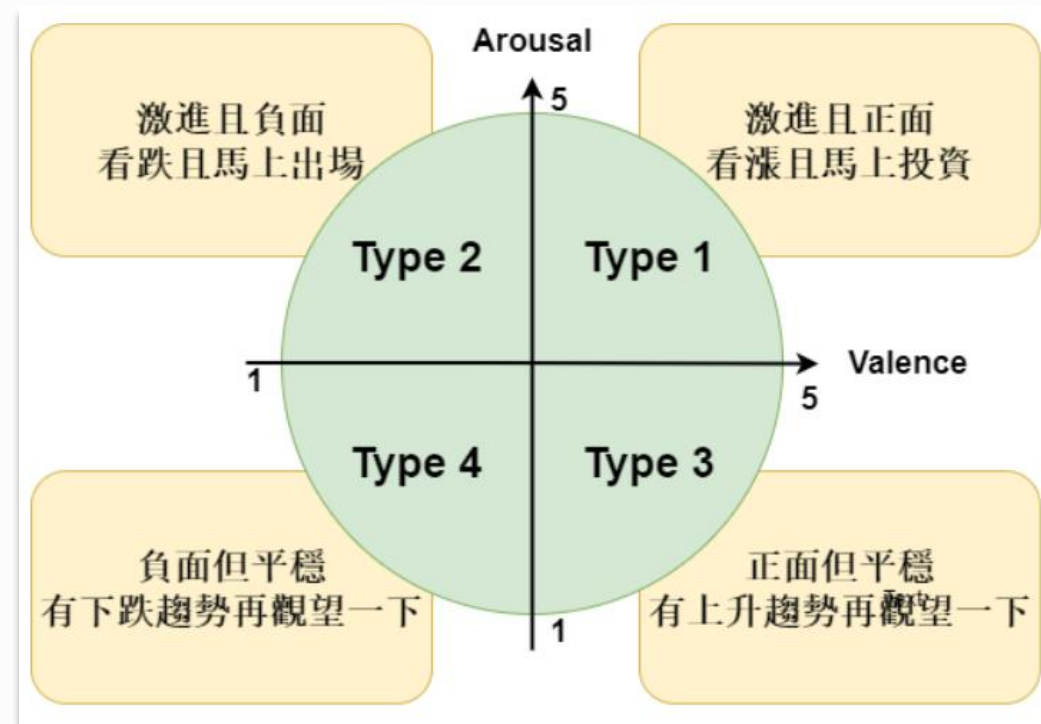 Arousal
5
激進且負面
看跌且馬上出場
激進且正面
看漲且馬上投資
Type 2
Type 1
1
Valence
5
Type 4
Type 3
負面但平穩
有下跌趨勢再觀望一下
正面但平穩
有上升趨勢再觀望一下
Text
1